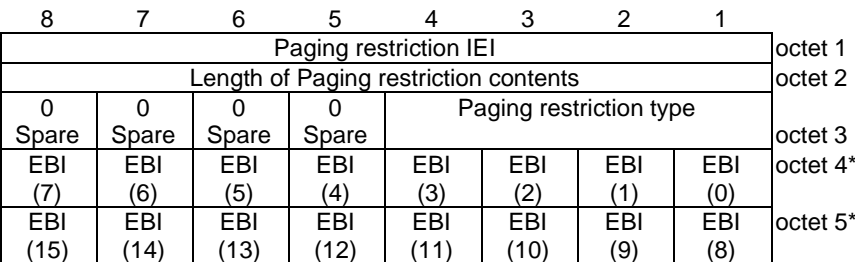 8 7 6 5 4 3 2 1
Paging restriction IEI octet 1
Length of Paging restriction contents octet 2
0 0 0 0 Paging restriction type
Spare Spare Spare Spare octet 3
EBI EBI EBI EBI EBI EBI EBI EBI octet 4*
(7) (6) (5) (4) (3) (2) (1) (0)
EBI EBI EBI EBI EBI EBI EBI EBI octet 5*
(15) (14) (13) (12) (11) (10) (9) (8)